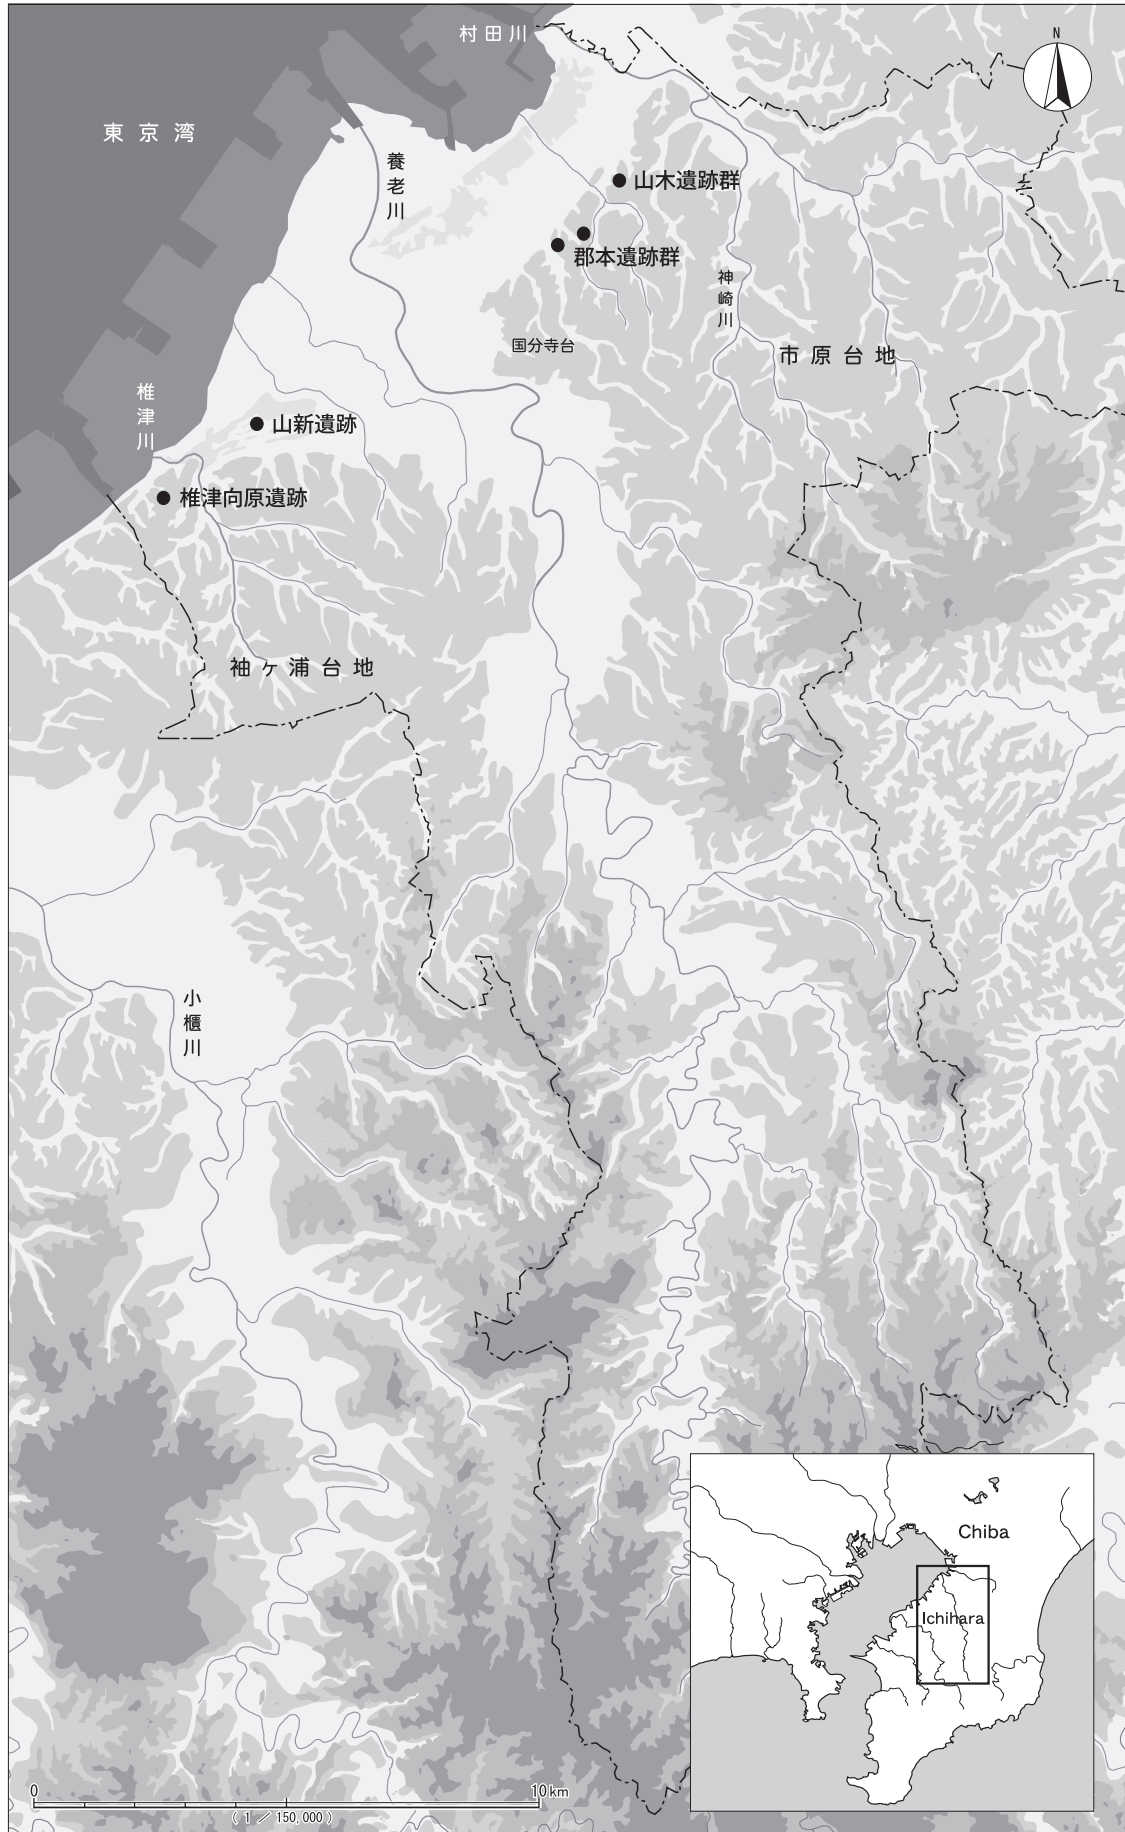 村田川
N
東京湾
養老川
山木遺跡群
郡本遺跡群
神崎川
国分寺台
市原台地
椎津川
山新遺跡
椎津向原遺跡
袖ヶ浦台地
小櫃川
Chiba
Ichihara
0
10km
(1/150,000)